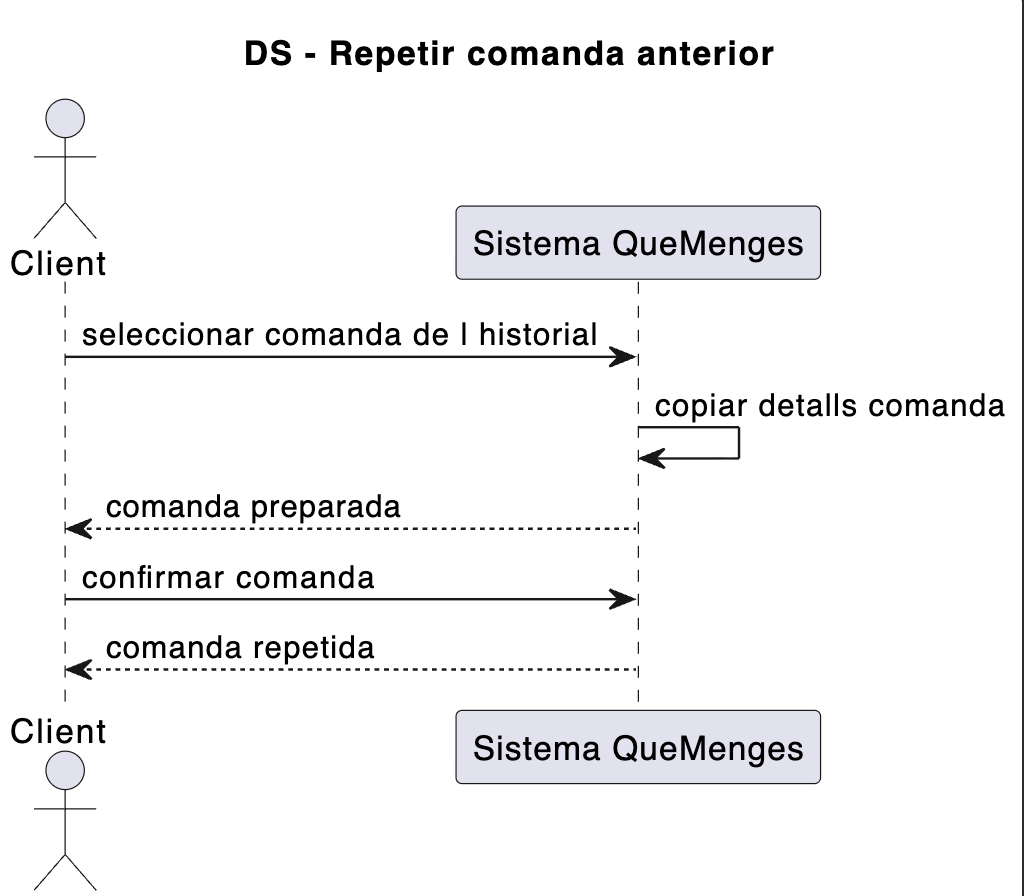 DS - Repetir comanda anterior
Client
Sistema QueMenges
seleccionar comanda de l historial
copiar detalls comanda
comanda preparada
confirmar comanda
comanda repetida
Client
Sistema QueMenges